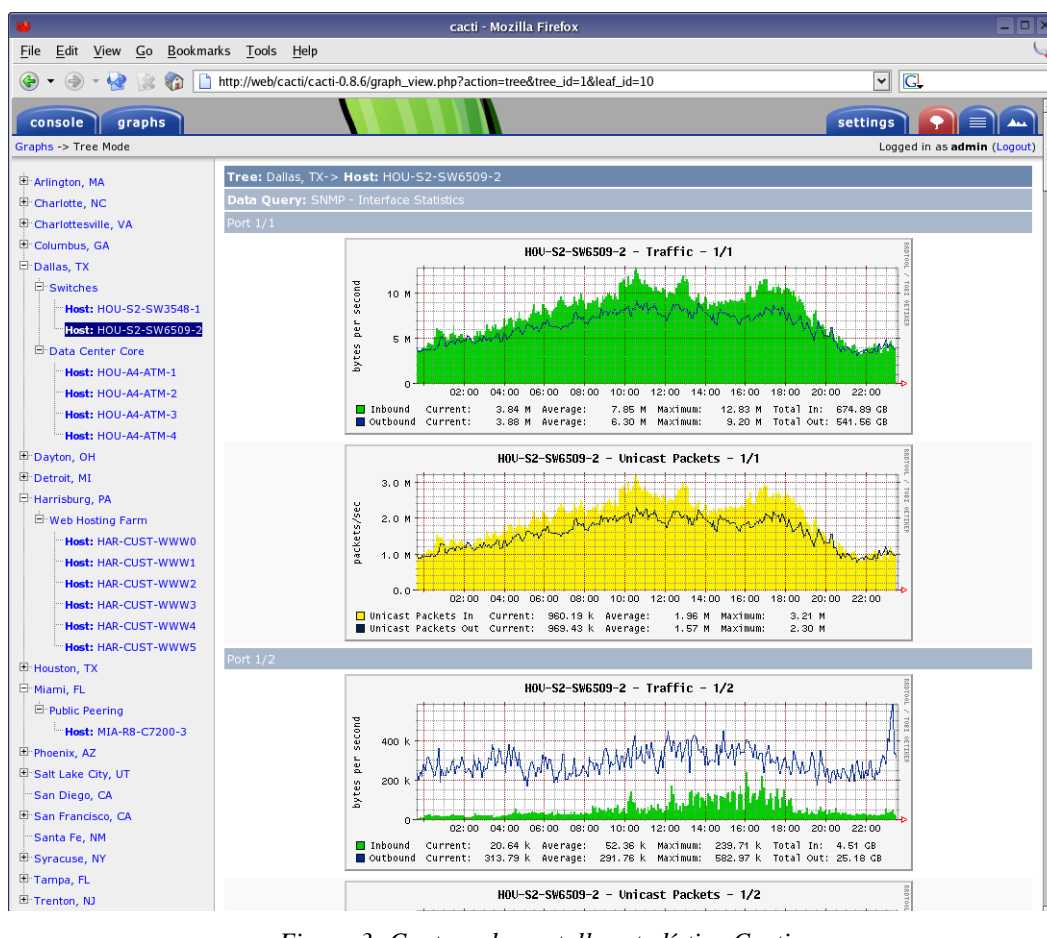 cacti - Mozilla Firefox
File Edit View Go Bookmarks Tools Help
http://web/cacti/cacti-0.8.6/graph_view.php?action=tree&tree_id=1&leaf_id=10
G
console graphs settings
Graphs -> Tree Mode Logged in as admin (Logout)
Arlington, MA
Charlotte, NC
Charlottesville, VA
Columbus, GA
Dallas, TX
Switches
Host: HOU-S2-SW3548-1
Host: HOU-S2-SW6509-2
Data Center Core
Host: HOU-A4-ATM-1
Host: HOU-A4-ATM-2
Host: HOU-A4-ATM-3
Host: HOU-A4-ATM-4
Dayton, OH
Detroit, MI
Harrisburg, PA
Web Hosting Farm
Host: HAR-CUST-WWW0
Host: HAR-CUST-WWW1
Host: HAR-CUST-WWW2
Host: HAR-CUST-WWW3
Host: HAR-CUST-WWW4
Host: HAR-CUST-WWW5
Houston, TX
Miami, FL
Public Peering
Host: MIA-R8-C7200-3
Phoenix, AZ
Salt Lake City, UT
San Diego, CA
San Francisco, CA
Santa Fe, NM
Syracuse, NY
Tampa, FL
Trenton, NJ
Tree: Dallas, TX-> Host: HOU-S2-SW6509-2
Data Query: SNMP - Interface Statistics
Port 1/1
HOU-S2-SW6509-2 - Traffic - 1/1
RRDTOOL / TOBI OETIKER
bytes per second
10 M
5 M
0
02:00 04:00 06:00 08:00 10:00 12:00 14:00 16:00 18:00 20:00 22:00
Inbound Current: 3.84 M Average: 7.85 M Maximum: 12.83 M Total In: 674.89 GB
Outbound Current: 3.88 M Average: 6.30 M Maximum: 9.20 M Total Out: 541.56 GB
HOU-S2-SW6509-2 - Unicast Packets - 1/1
RRDTOOL / TOBI OETIKER
packets/sec
3.0 M
2.0 M
1.0 M
0.0
02:00 04:00 06:00 08:00 10:00 12:00 14:00 16:00 18:00 20:00 22:00
Unicast Packets In Current: 960.19 k Average: 1.96 M Maximum: 3.21 M
Unicast Packets Out Current: 969.43 k Average: 1.57 M Maximum: 2.30 M
Port 1/2
HOU-S2-SW6509-2 - Traffic - 1/2
RRDTOOL / TOBI OETIKER
bytes per second
400 k
200 k
0
02:00 04:00 06:00 08:00 10:00 12:00 14:00 16:00 18:00 20:00 22:00
Inbound Current: 20.64 k Average: 52.36 k Maximum: 239.71 k Total In: 4.51 GB
Outbound Current: 313.79 k Average: 291.76 k Maximum: 582.97 k Total Out: 25.18 GB
HOU-S2-SW6509-2 - Unicast Packets - 1/2
RRDTOOL